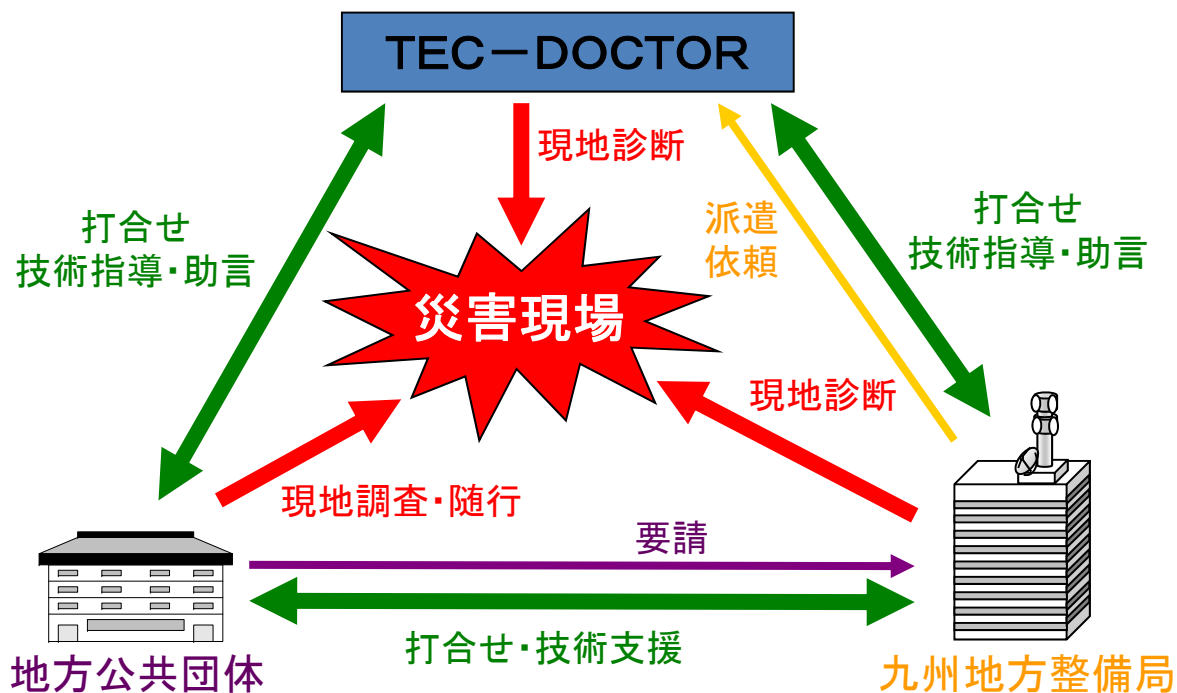 TEC－DOCTOR
現地診断
打合せ
技術指導・助言
派遣
依頼
打合せ
技術指導・助言
災害現場
現地診断
現地調査・随行
要請
打合せ・技術支援
地方公共団体
九州地方整備局